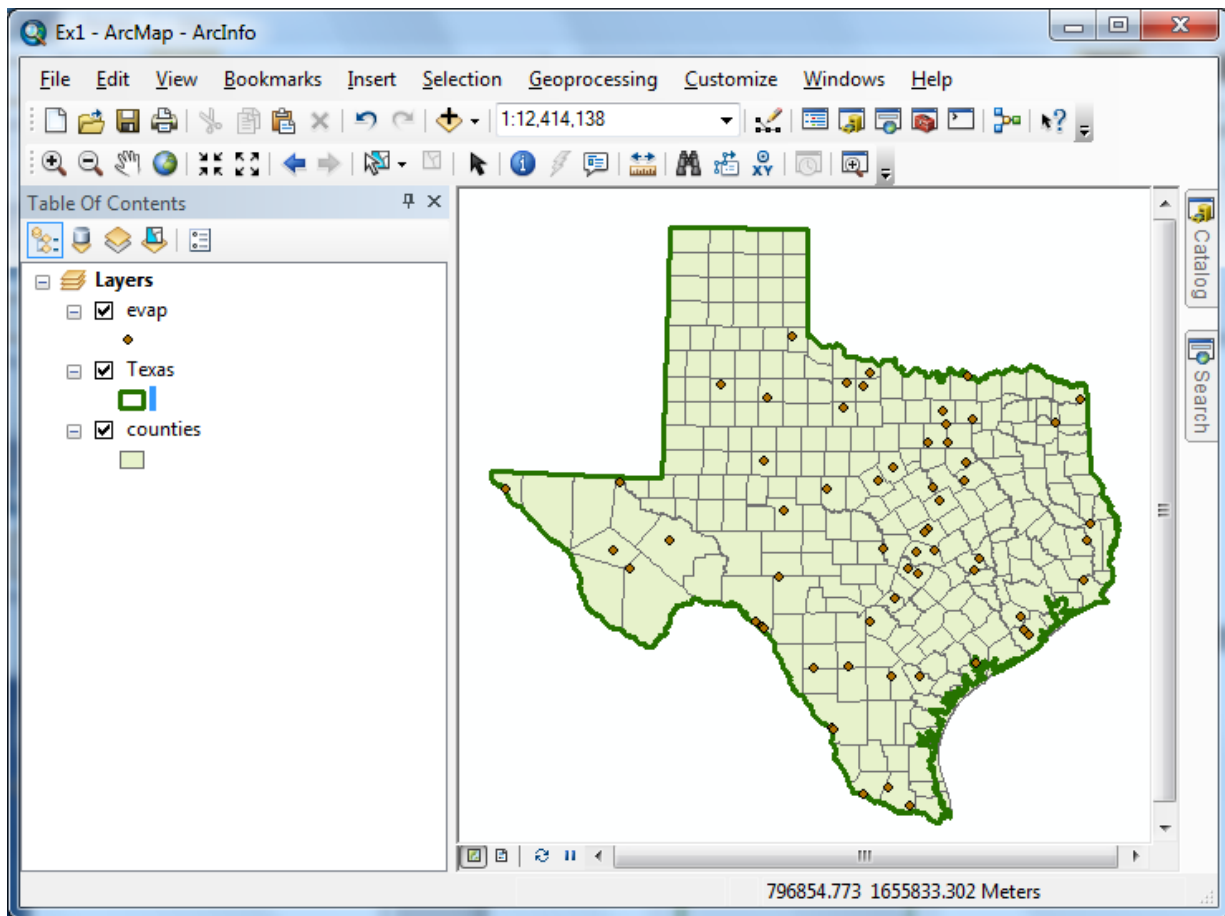 Ex1 - ArcMap - ArcInfo
File Edit View Bookmarks Insert Selection Geoprocessing Customize Windows Help
1:12,414,138
XY
Table Of Contents
Layers
evap
Texas
counties
Catalog
Search
796854.773 1655833.302 Meters